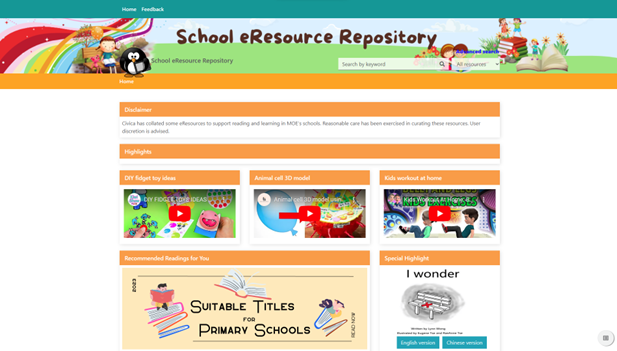 Home Feedback
School eResource Repository
Advanced search
School eResource Repository
Search by keyword
All resources
Home
Disclaimer
Civica has collated some eResources to support reading and learning in MOE's schools. Reasonable care has been exercised in curating these resources. User
discretion is advised.
Highlights
DIY fidget toy ideas
Animal cell 3D model
Kids workout at home
DIY FIDGET TOY IDEAS
Animal cell 3D model
Kids Workout At Home
Recommended Readings for You
Special Highlight
2023
SUITABLE TITLES
FOR
PRIMARY SCHOOLS
READ NOW
I wonder
Written by Lynn Wong
English version
Chinese version